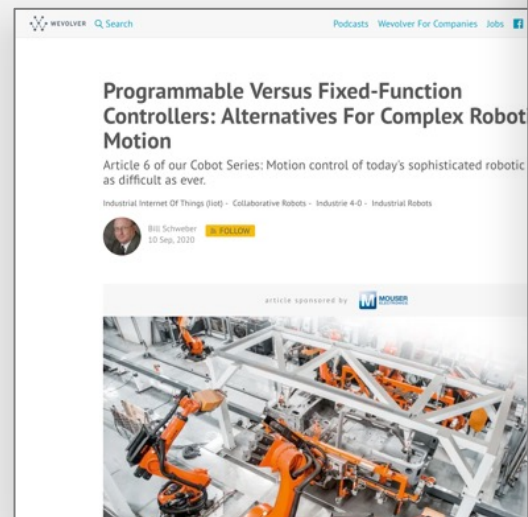 WEVOLVER Search Podcasts Wevolver For Companies Jobs
Programmable Versus Fixed-Function
Controllers: Alternatives For Complex Robot
Motion
Article 6 of our Cobot Series: Motion control of today's sophisticated robotic
as difficult as ever.
Industrial Internet Of Things (Iiot) - Collaborative Robots - Industrie 4-0 - Industrial Robots
Bill Schweber
10 Sep, 2020
FOLLOW
article sponsored by M MOUSER
ELECTRONICS